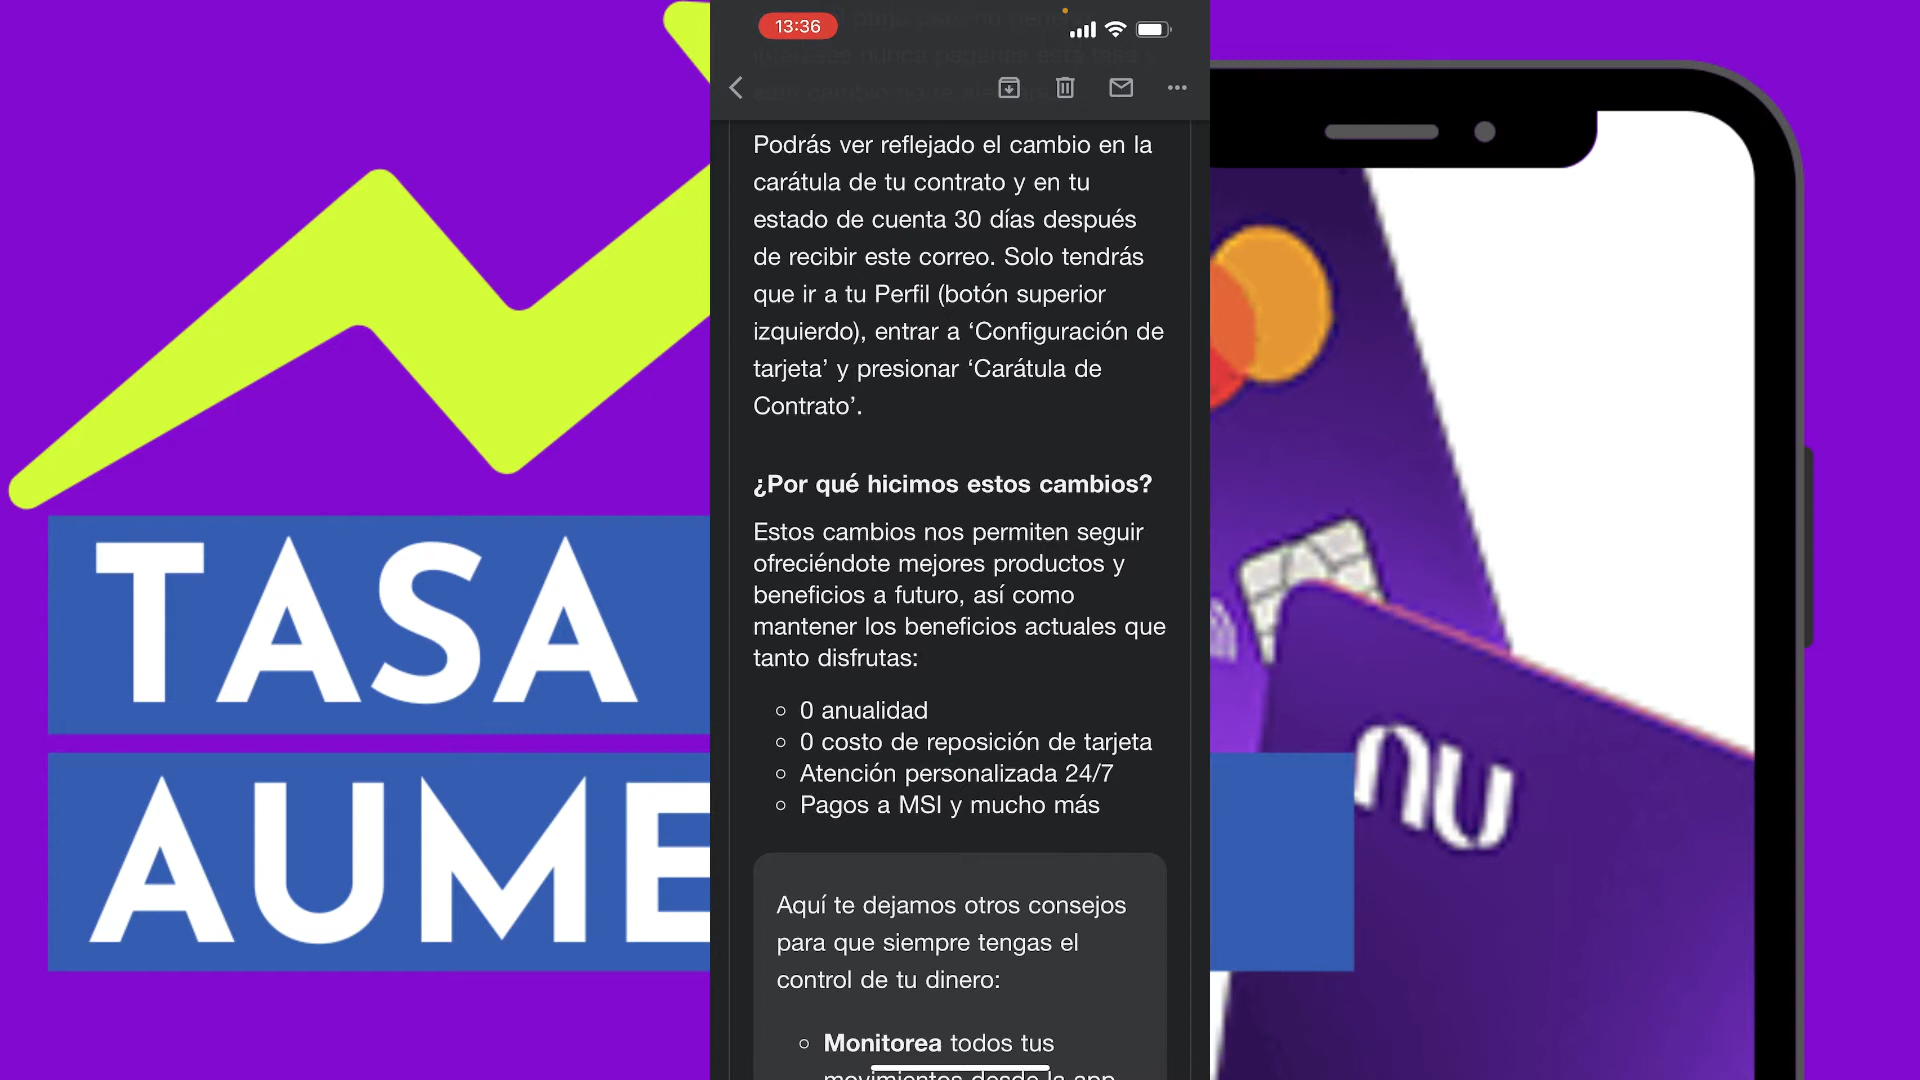 13:36
Podrás ver reflejado el cambio en la
carátula de tu contrato y en tu
estado de cuenta 30 días después
de recibir este correo. Solo tendrás
que ir a tu Perfil (botón superior
izquierdo), entrar a ‘Configuración de
tarjeta’ y presionar ‘Carátula de
Contrato’.
¿Por qué hicimos estos cambios?
Estos cambios nos permiten seguir
ofreciéndote mejores productos y
beneficios a futuro, así como
mantener los beneficios actuales que
tanto disfrutas:
0 anualidad
0 costo de reposición de tarjeta
Atención personalizada 24/7
Pagos a MSI y mucho más
Aquí te dejamos otros consejos
para que siempre tengas el
control de tu dinero:
Monitorea todos tus
movimientos desde la app
TASA
AUME
nu